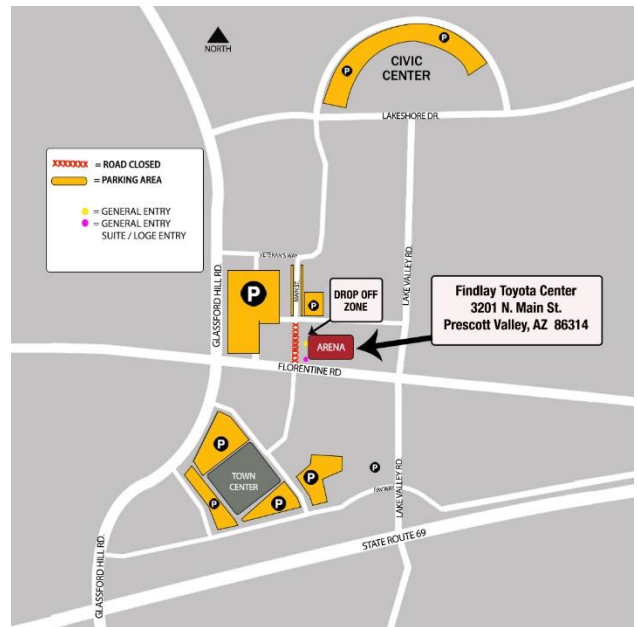 NORTH
CIVIC
CENTER
P
P
LAKESHORE DR.
XXXXXXX = ROAD CLOSED
= PARKING AREA
= GENERAL ENTRY
= GENERAL ENTRY
SUITE / LOGE ENTRY
GLASSFORD HILL RD.
VETERAN'S WAY
MAIN ST.
P
P
DROP OFF
ZONE
LAKE VALLEY RD.
Findlay Toyota Center
3201 N. Main St.
Prescott Valley, AZ 86314
XXXXXXX
ARENA
FLORENTINE RD
P
TOWN
CENTER
P
P
P
P
LAKE VALLEY RD.
STATE ROUTE 69
GLASSFORD HILL RD.